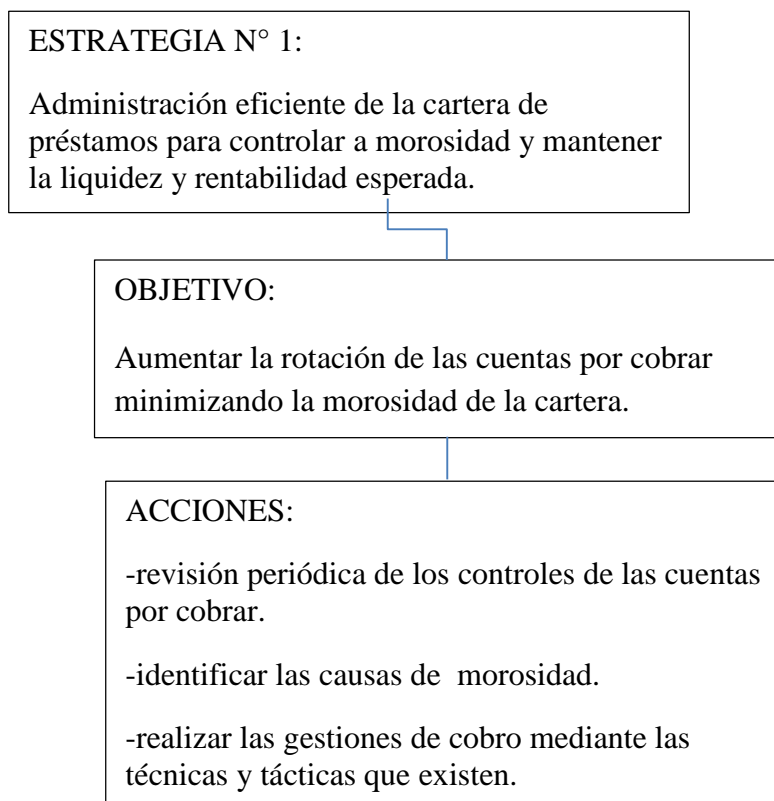 ESTRATEGIA N° 1:
Administración eficiente de la cartera de
préstamos para controlar a morosidad y mantener
la liquidez y rentabilidad esperada.
OBJETIVO:
Aumentar la rotación de las cuentas por cobrar
minimizando la morosidad de la cartera.
ACCIONES:
-revisión periódica de los controles de las cuentas
por cobrar.
-identificar las causas de  morosidad.
-realizar las gestiones de cobro mediante las
técnicas y tácticas que existen.